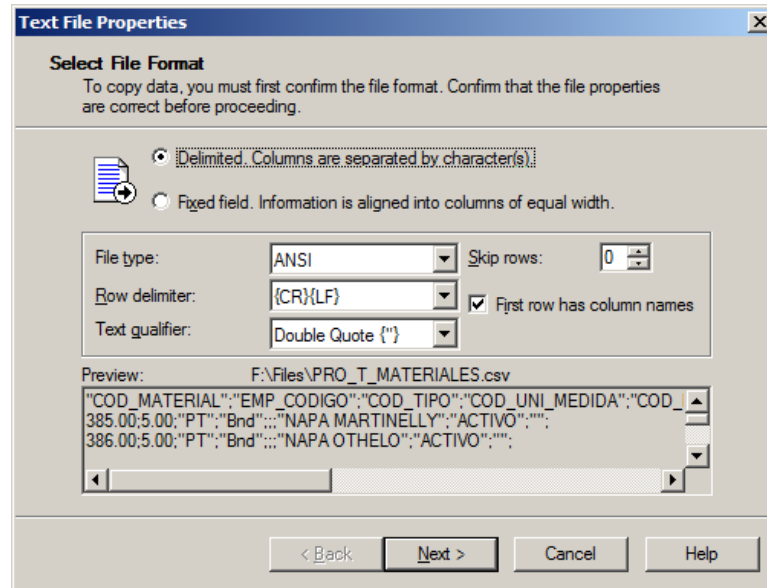 Text File Properties
Select File Format
To copy data, you must first confirm the file format. Confirm that the file properties
are correct before proceeding.
Delimited. Columns are separated by character(s).
Fixed field. Information is aligned into columns of equal width.
File type: ANSI Skip rows: 0
Row delimiter: {CR}{LF} First row has column names
Text qualifier: Double Quote {"}
Preview: F:\Files\PRO_T_MATERIALES.csv
"COD_MATERIAL";"EMP_CODIGO";"COD_TIPO";"COD_UNI_MEDIDA";"COD_
385.00;5.00;"PT";"Bnd";;;"NAPA MARTINELLY";"ACTIVO";"";
386.00;5.00;"PT";"Bnd";;;"NAPA OTHELO";"ACTIVO";"";
< Back Next > Cancel Help